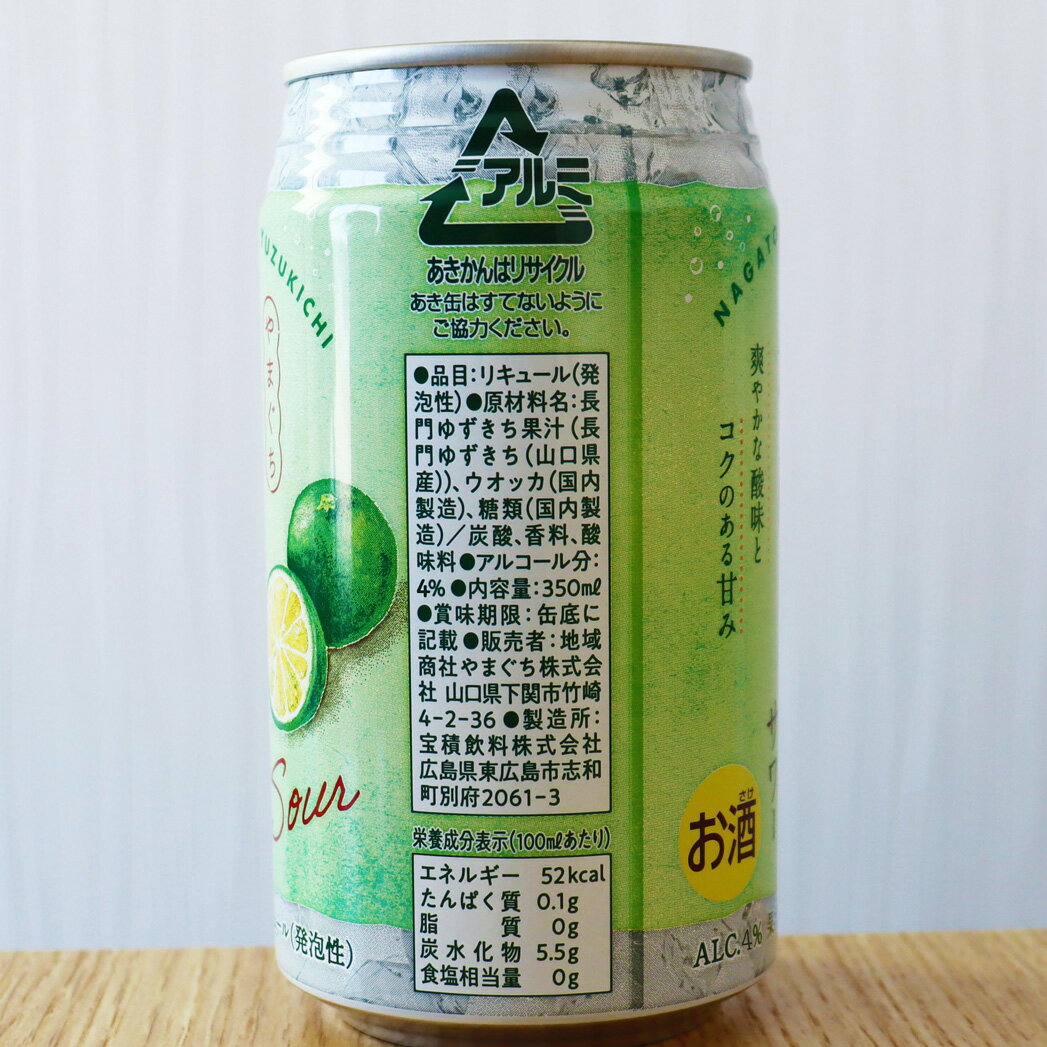 アルミ
あきかんはリサイクル
あき缶はすてないように
ご協力ください。
●品目:リキュール(発
泡性)●原材料名:長
門ゆずきち果汁(長
門ゆずきち(山口県
産))、ウオッカ(国内
製造)、糖類(国内製
造)/炭酸、香料、酸
味料●アルコール分:
4%●内容量:350ml
●賞味期限:缶底に
記載●販売者:地域
商社やまぐち株式会
社 山口県下関市竹崎
4-2-36●製造所:
宝積飲料株式会社
広島県東広島市志和
町別府2061-3
栄養成分表示(100mlあたり)
エネルギー 52kcal
たんぱく質 0.1g
脂質 0g
炭水化物 5.5g
食塩相当量 0g
YUZUKICHI
やまぐち
Sour
(発泡性)
NAGATO
爽やかな酸味と
コクのある甘み
さけ
お酒
ALC.4%